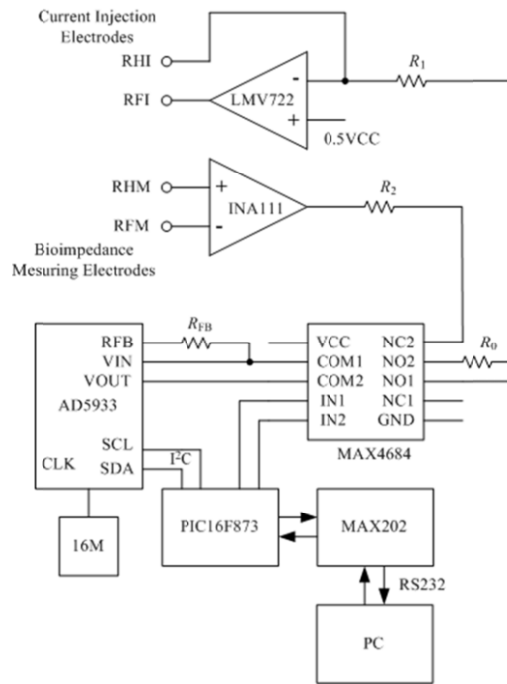 Current Injection
Electrodes
RHI
RFI
-
+
LMV722
0.5VCC
R1
RHM
RFM
+
-
INA111
R2
Bioimpedance
Mesuring Electrodes
RFB
VIN
VOUT
AD5933
SCL
SDA
CLK
RFB
I²C
VCC
COM1
COM2
IN1
IN2
NC2
NO2
NO1
NC1
GND
MAX4684
R0
16M
PIC16F873
MAX202
RS232
PC